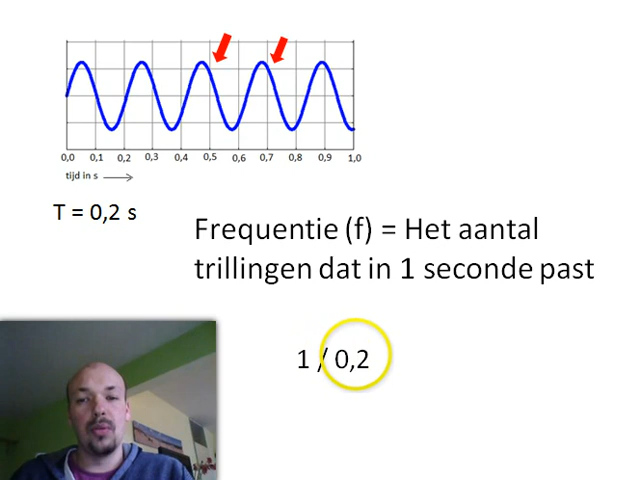 0,0 0,1 0,2 0,3 0,4 0,5 0,6 0,7 0,8 0,9 1,0
tijd in s
T = 0,2 s
Frequentie (f) = Het aantal
trillingen dat in 1 seconde past
1 / 0,2